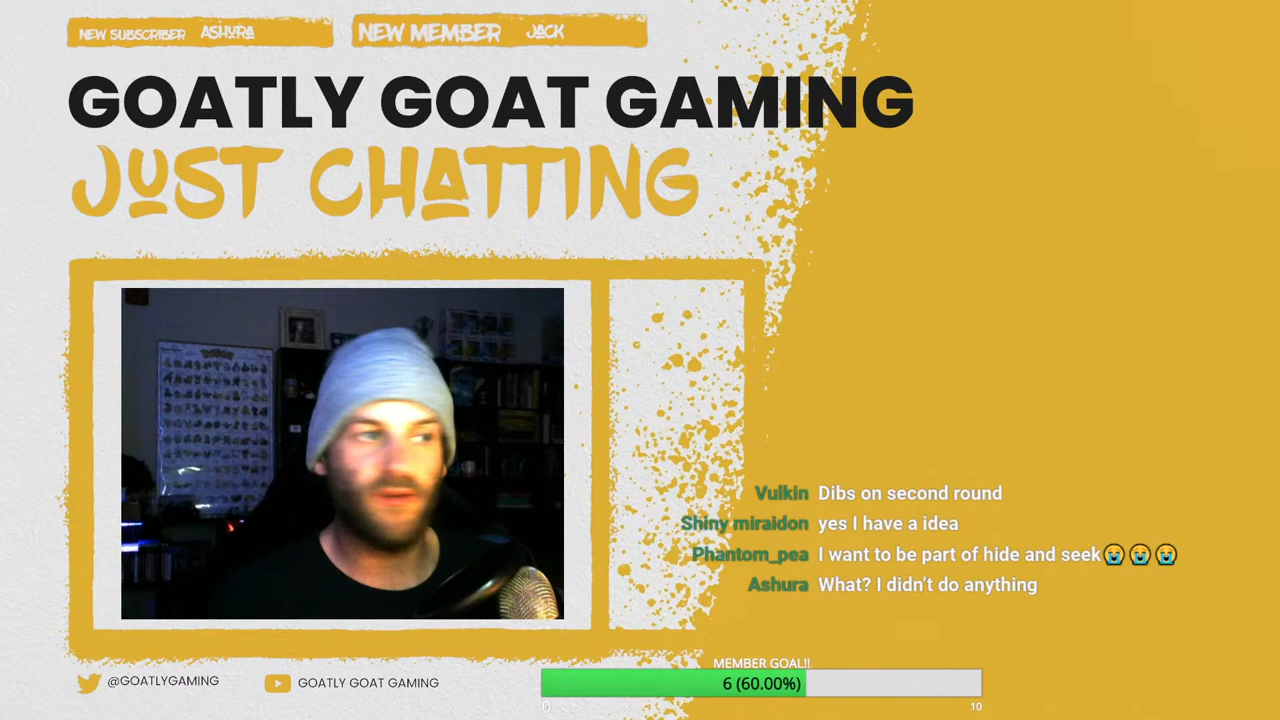 NEW SUBSCRIBER ASHURA
NEW MEMBER JACK
GOATLY GOAT GAMING
JUST CHATTING
Vulkin Dibs on second round
Shiny miraidon yes I have a idea
Phantom_pea I want to be part of hide and seek😭😭😭
Ashura What? I didn't do anything
@GOATLYGAMING
GOATLY GOAT GAMING
MEMBER GOAL!!
6 (60.00%)
0
10